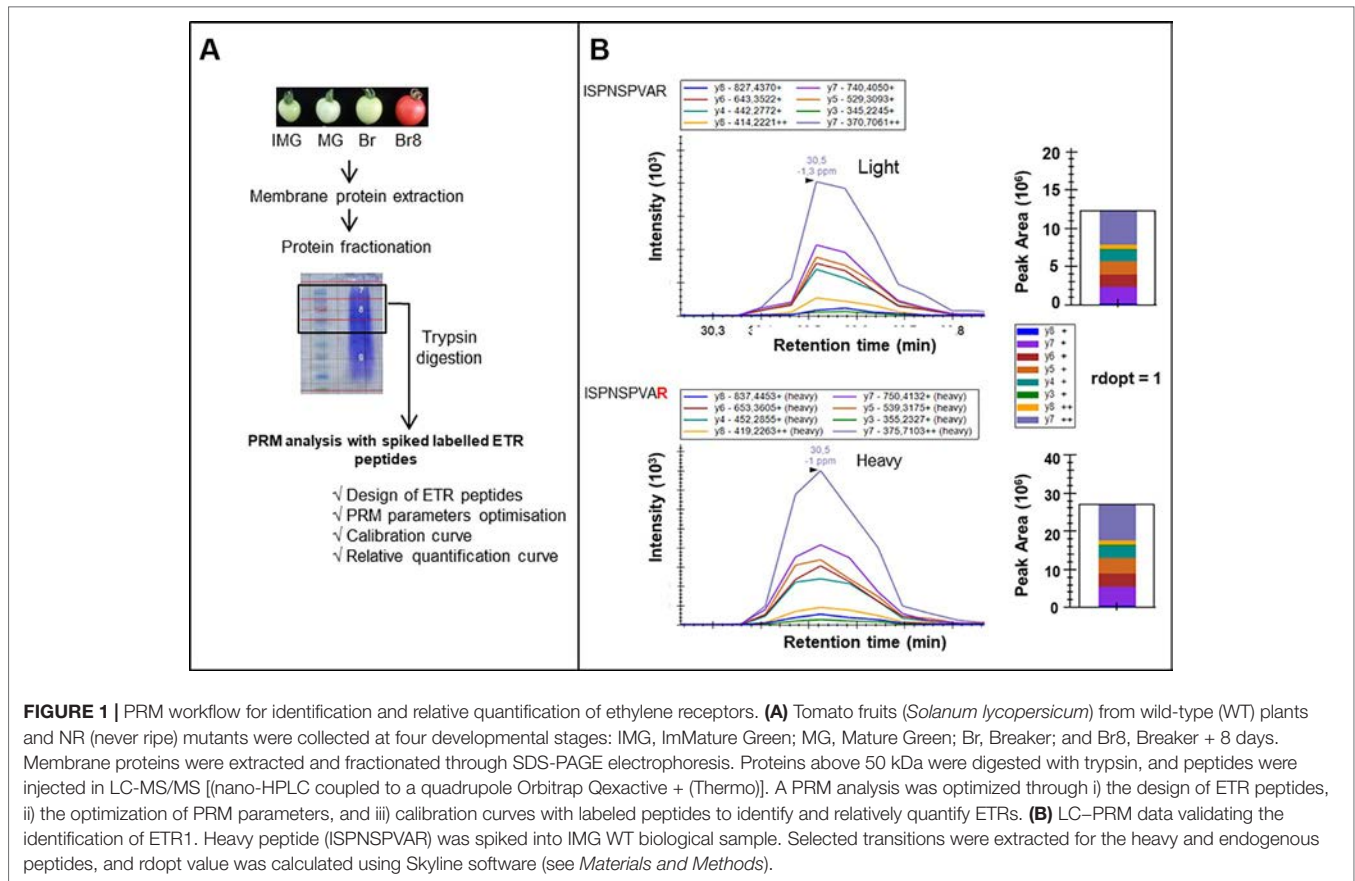 A
IMG MG Br Br8
Membrane protein extraction
Protein fractionation
Trypsin
digestion
PRM analysis with spiked labelled ETR
peptides
√ Design of ETR peptides
√ PRM parameters optimisation
√ Calibration curve
√ Relative quantification curve
B
ISPNSPVAR
y8 - 827,4370+ y7 - 740,4050+
y6 - 643,3522+ y5 - 529,3093+
y4 - 442,2772+ y3 - 345,2245+
y8 - 414,2221++ y7 - 370,7061++
Intensity (10³)
30,5
-1,3 ppm
Light
30,3
Retention time (min)
Peak Area (10⁶)
20
15
10
5
0
y8 +
y7 +
y6 +
y5 +
y4 +
y3 +
y8 ++
y7 ++
rdopt = 1
ISPNSPVAR
y8 - 837,4453+ (heavy) y7 - 750,4132+ (heavy)
y6 - 653,3605+ (heavy) y5 - 539,3175+ (heavy)
y4 - 452,2855+ (heavy) y3 - 355,2327+ (heavy)
y8 - 419,2263++ (heavy) y7 - 375,7103++ (heavy)
Intensity (10³)
30,5
-1 ppm
Heavy
Retention time (min)
Peak Area (10⁶)
40
30
20
10
0
FIGURE 1 | PRM workflow for identification and relative quantification of ethylene receptors. (A) Tomato fruits (Solanum lycopersicum) from wild-type (WT) plants
and NR (never ripe) mutants were collected at four developmental stages: IMG, ImMature Green; MG, Mature Green; Br, Breaker; and Br8, Breaker + 8 days.
Membrane proteins were extracted and fractionated through SDS-PAGE electrophoresis. Proteins above 50 kDa were digested with trypsin, and peptides were
injected in LC-MS/MS [(nano-HPLC coupled to a quadrupole Orbitrap Qexactive + (Thermo)]. A PRM analysis was optimized through i) the design of ETR peptides,
ii) the optimization of PRM parameters, and iii) calibration curves with labeled peptides to identify and relatively quantify ETRs. (B) LC–PRM data validating the
identification of ETR1. Heavy peptide (ISPNSPVAR) was spiked into IMG WT biological sample. Selected transitions were extracted for the heavy and endogenous
peptides, and rdopt value was calculated using Skyline software (see Materials and Methods).